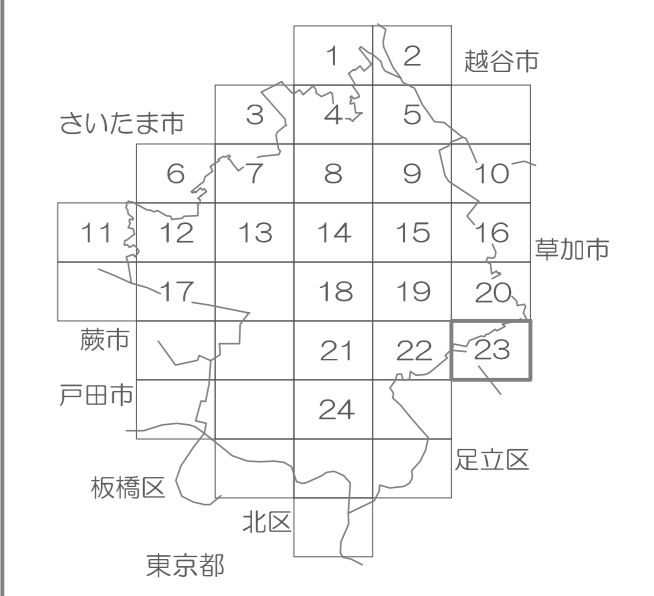 1 2 越谷市
さいたま市 3 4 5
6 7 8 9 10
11 12 13 14 15 16 草加市
17 18 19 20
蕨市 21 22 23
戸田市 24
足立区
板橋区
北区
東京都